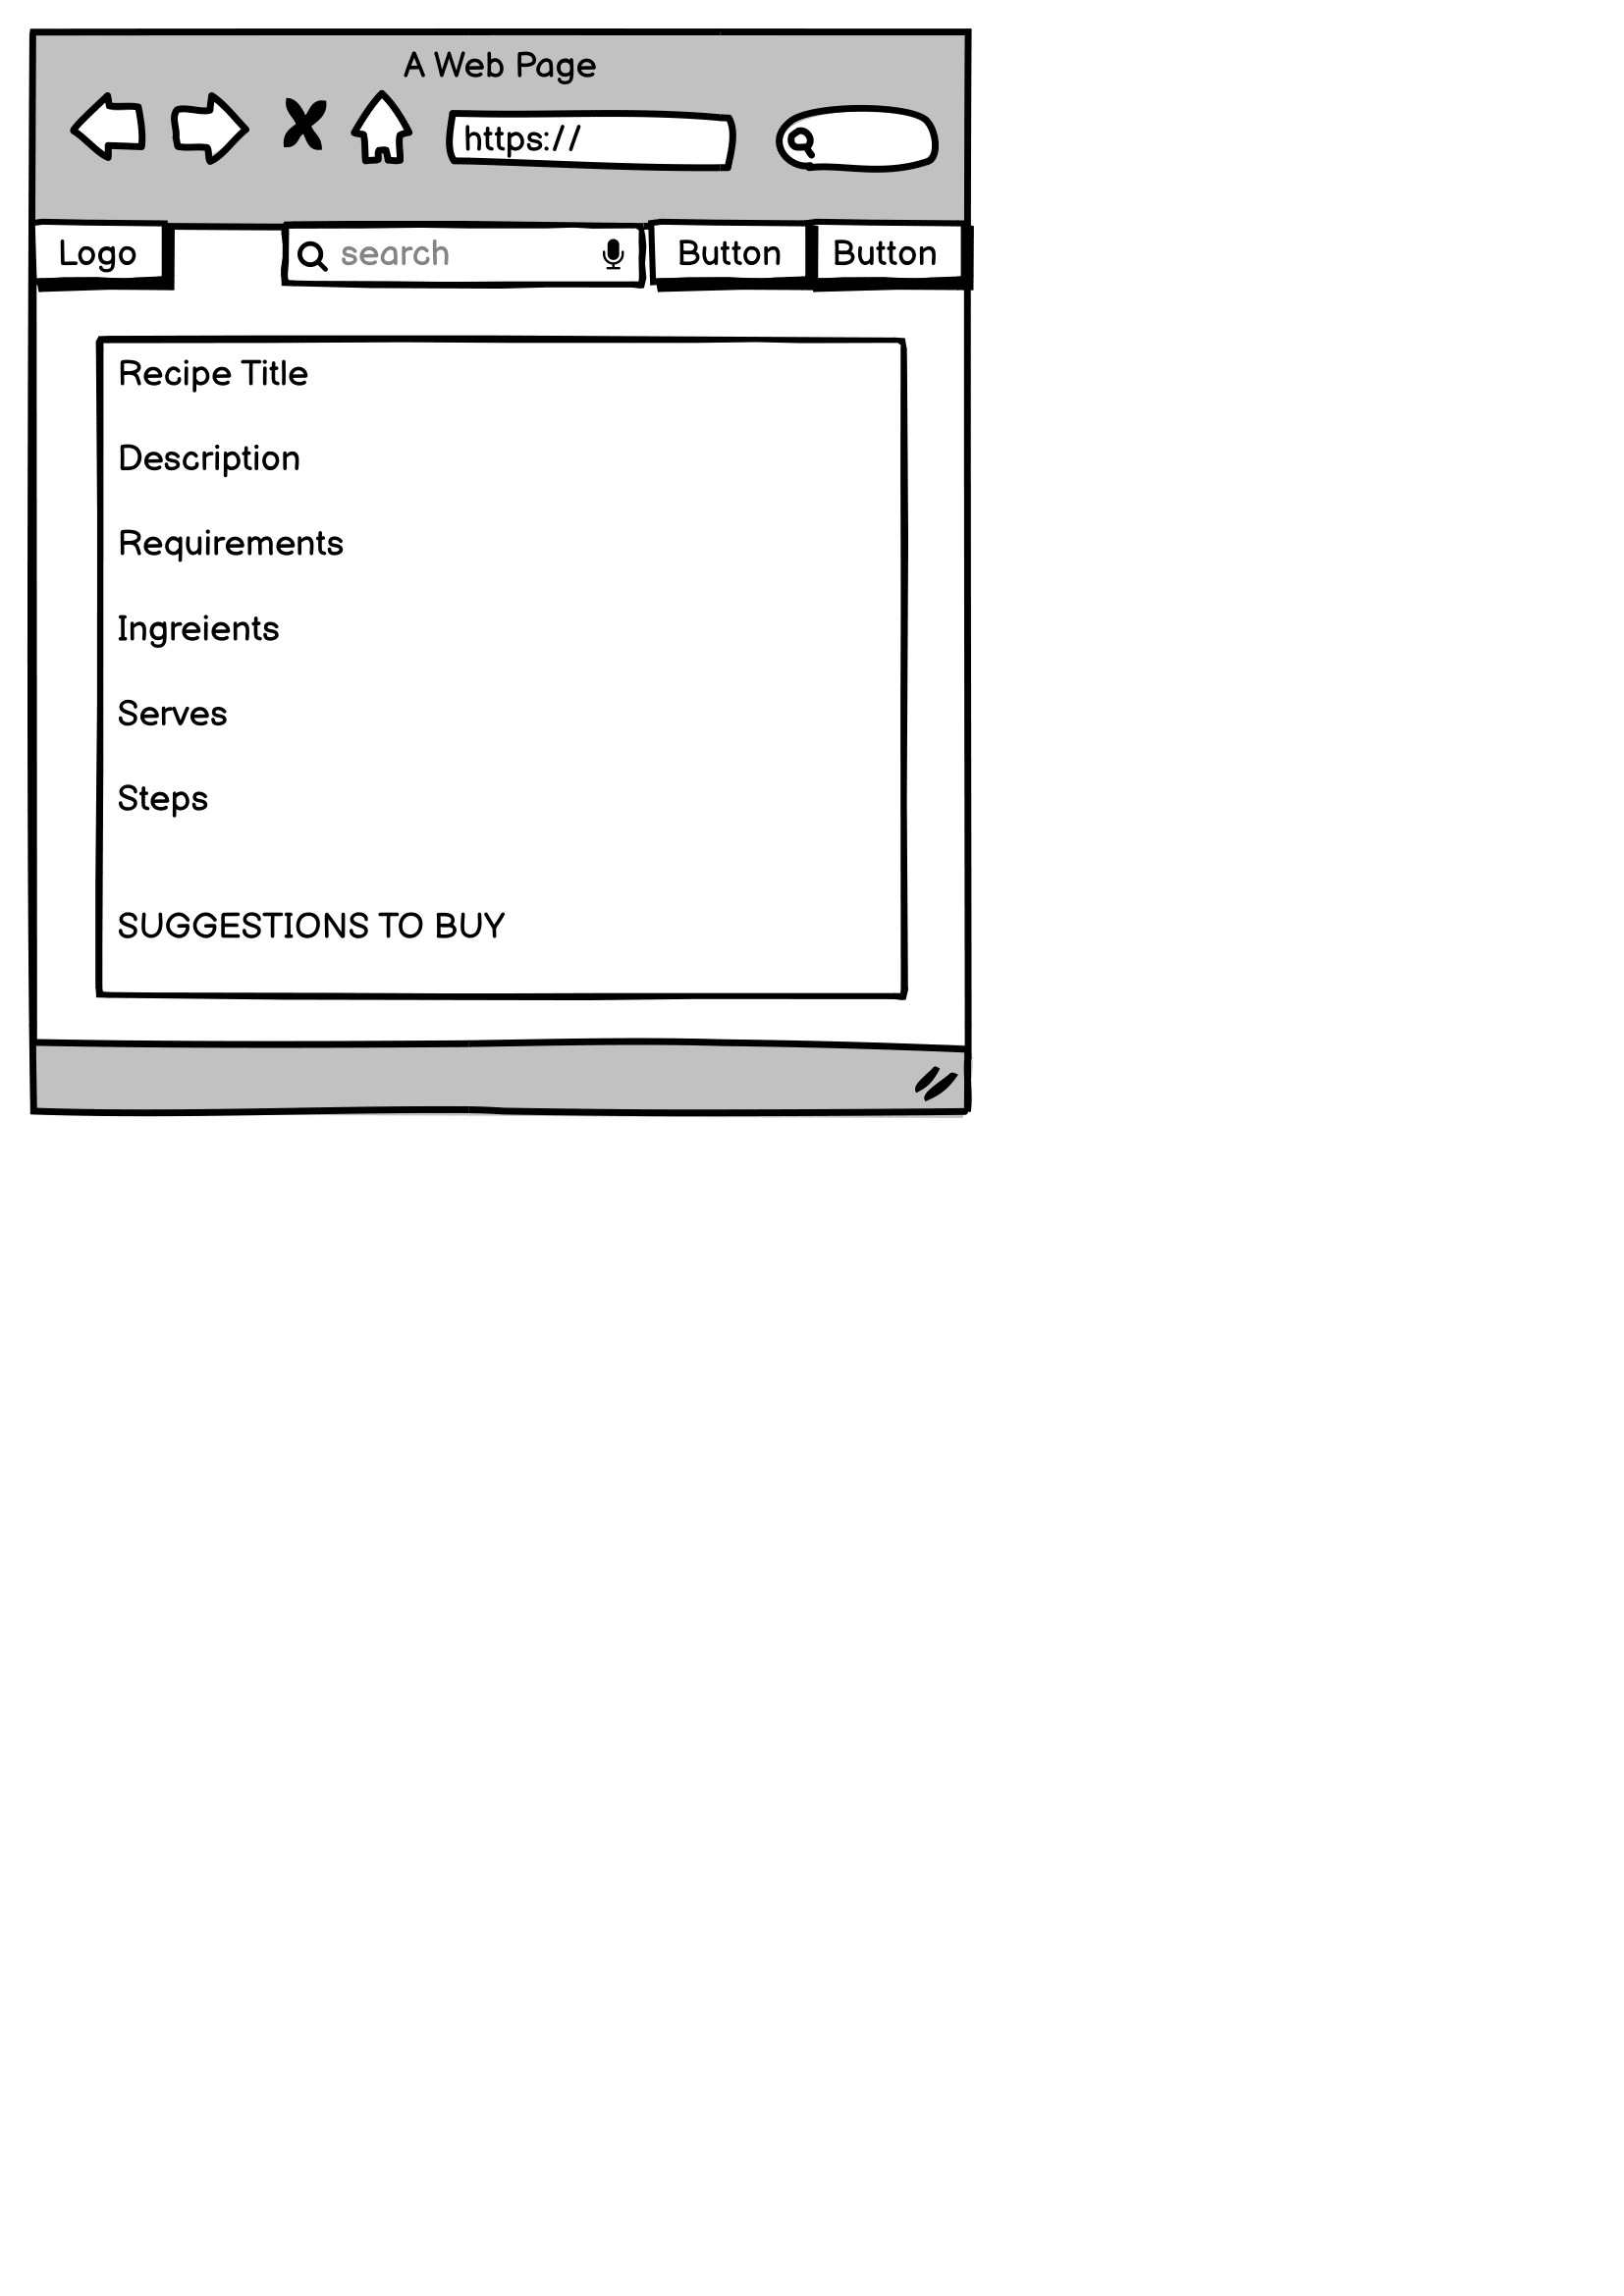 A Web Page
https://
Logo
search
Button
Button
Recipe Title
Description
Requirements
Ingreients
Serves
Steps
SUGGESTIONS TO BUY